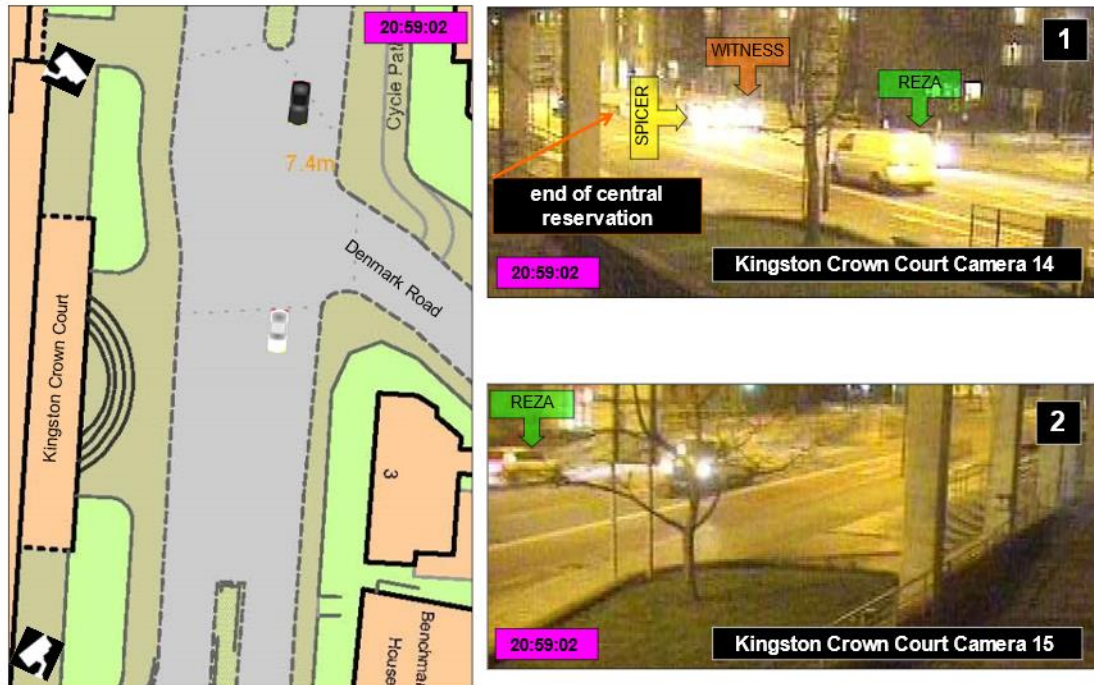 20:59:02
Cycle Pat
7.4m
Denmark Road
Kingston Crown Court
3
Benchma
House
1
WITNESS
REZA
SPICER
end of central
reservation
20:59:02
Kingston Crown Court Camera 14
REZA
2
20:59:02
Kingston Crown Court Camera 15